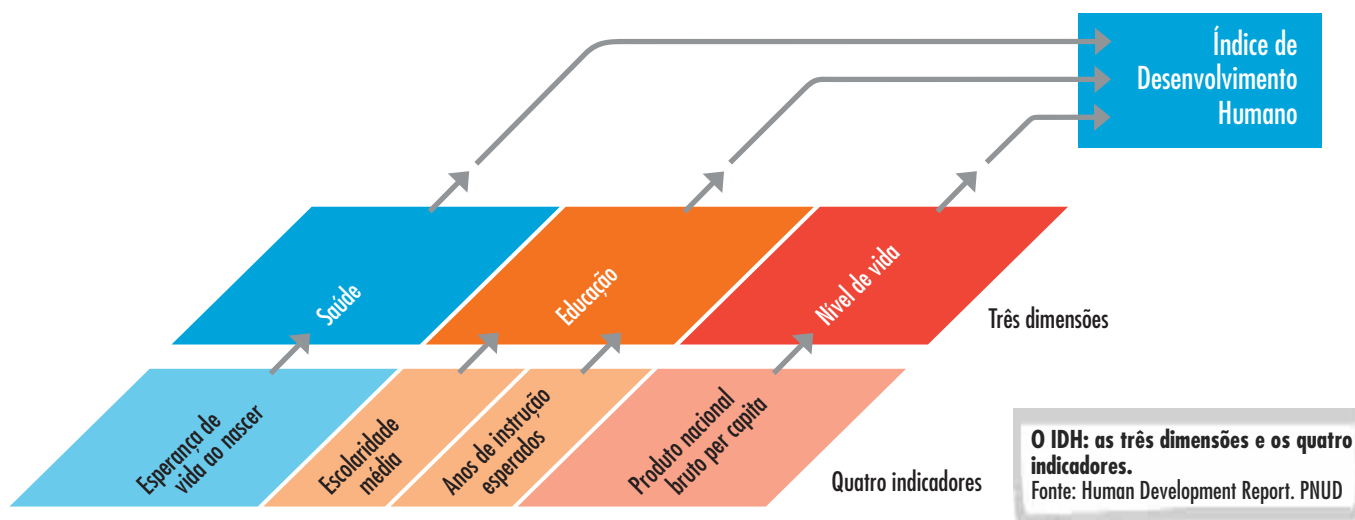 Índice de
Desenvolvimento
Humano
Saúde
Educação
Nível de vida
Três dimensões
Esperança de
vida ao nascer
Escolaridade
média
Anos de instrução
esperados
Produto nacional
bruto per capita
Quatro indicadores
O IDH: as três dimensões e os quatro
indicadores.
Fonte: Human Development Report. PNUD